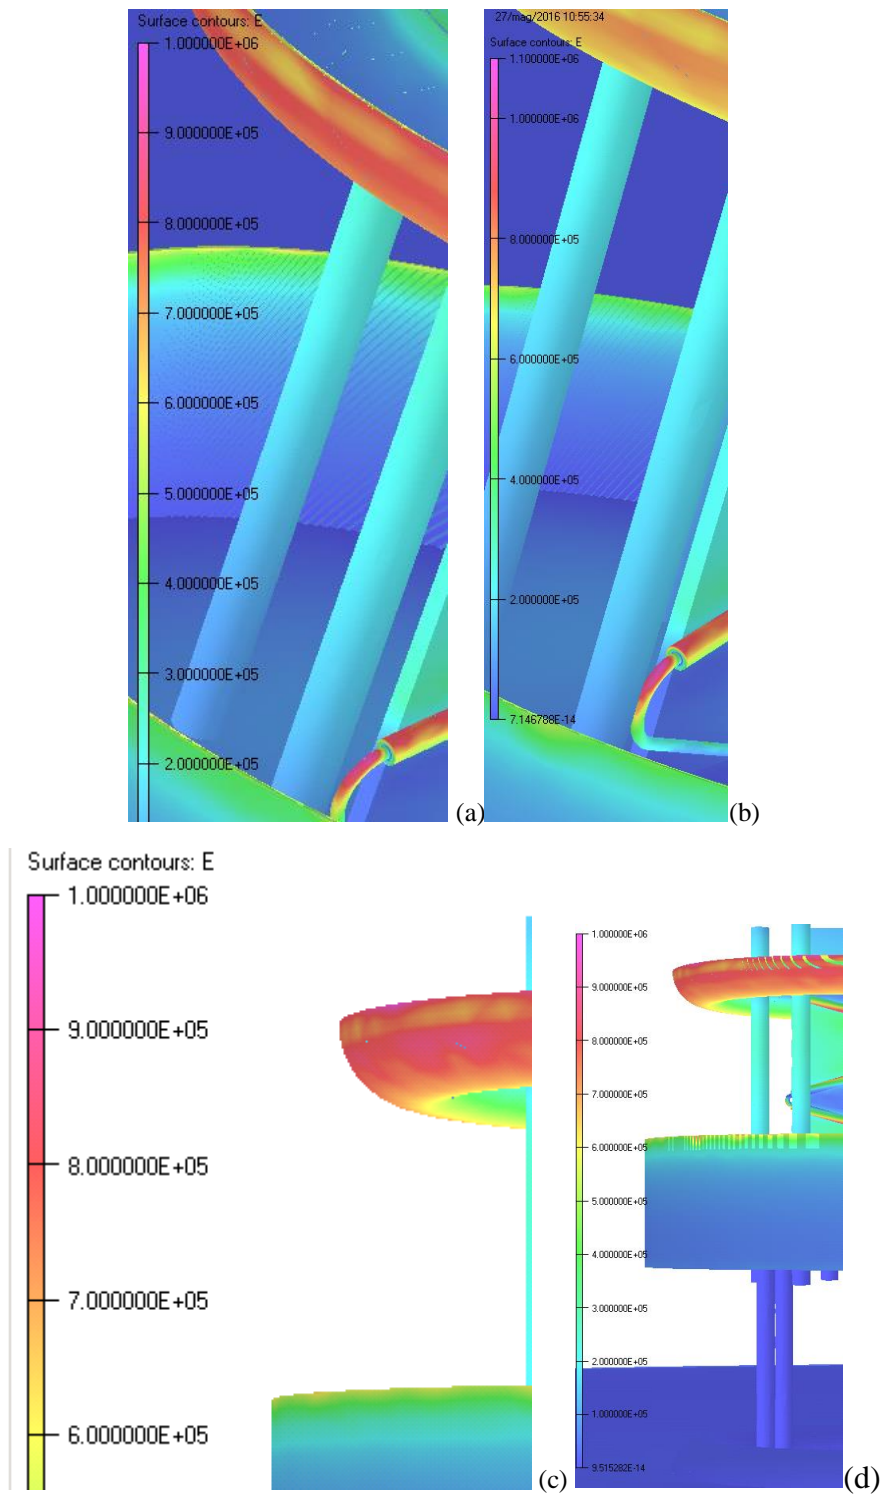 Surface contours: E
1.000000E+06
9.000000E+05
8.000000E+05
7.000000E+05
6.000000E+05
5.000000E+05
4.000000E+05
3.000000E+05
2.000000E+05
(a)
27/mag/2016 10:55:34
Surface contours: E
1.100000E+06
1.000000E+06
8.000000E+05
6.000000E+05
4.000000E+05
2.000000E+05
7.146788E-14
(b)
Surface contours: E
1.000000E+06
9.000000E+05
8.000000E+05
7.000000E+05
6.000000E+05
(c)
1.000000E+06
9.000000E+05
8.000000E+05
7.000000E+05
6.000000E+05
5.000000E+05
4.000000E+05
3.000000E+05
2.000000E+05
1.000000E+05
9.515282E-14
(d)